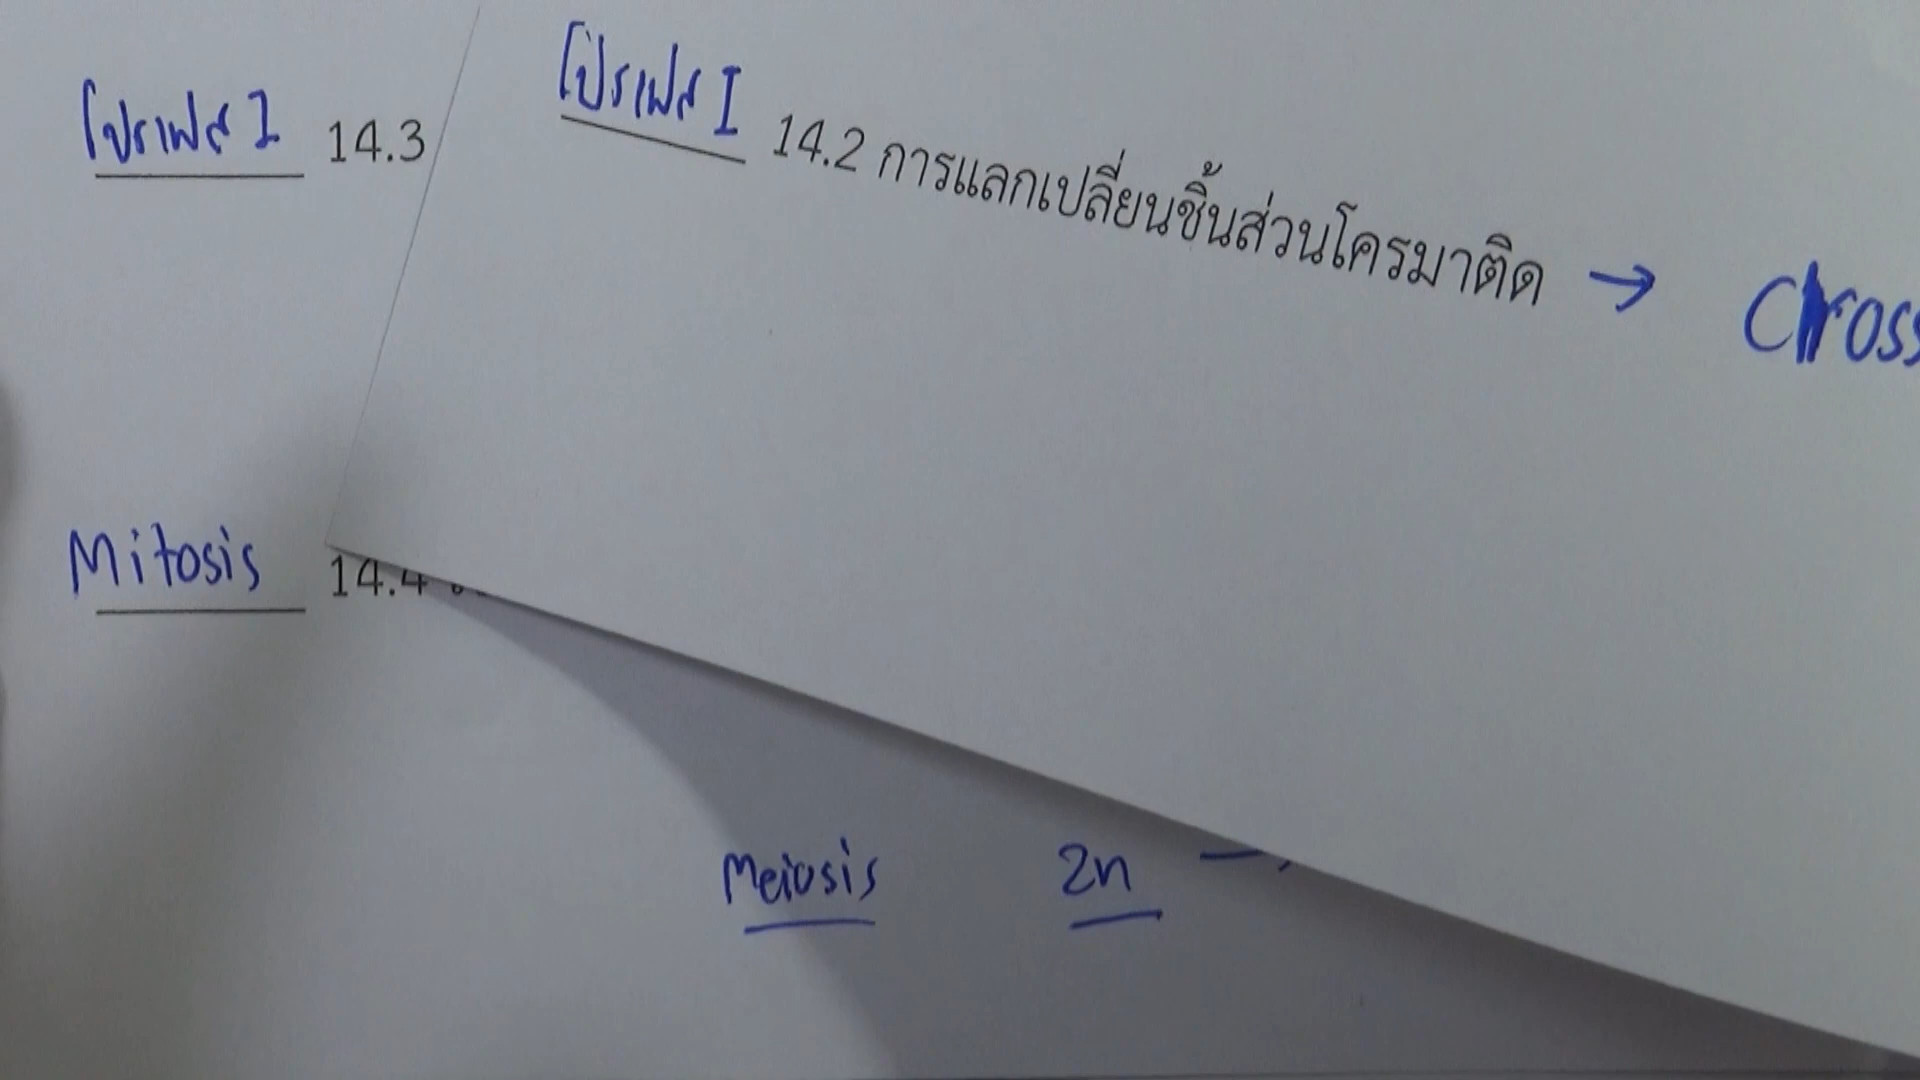 โปรเฟส I 14.2 การแลกเปลี่ยนชิ้นส่วนโครมาติด → Cross
โปรเฟส I 14.3
Mitosis 14.4
Meiosis 2n